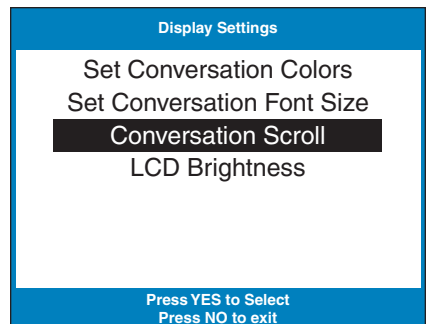 Display Settings
Set Conversation Colors
Set Conversation Font Size
Conversation Scroll
LCD Brightness
Press YES to Select
Press NO to exit